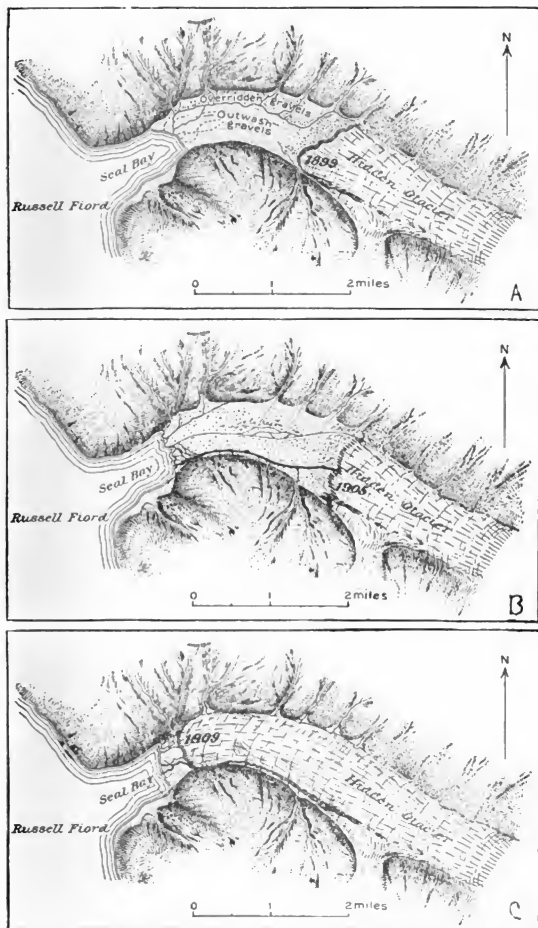 N
Overridden gravels
Outwash
gravels
Seal Bay
1899
Hidden Glacier
Russell Fiord
0 1 2 miles
A
N
Seal Bay
Hidden Glacier
1905
Russell Fiord
0 1 2 miles
B
N
1909
Seal Bay
Hidden Glacier
Russell Fiord
0 1 2 miles
C